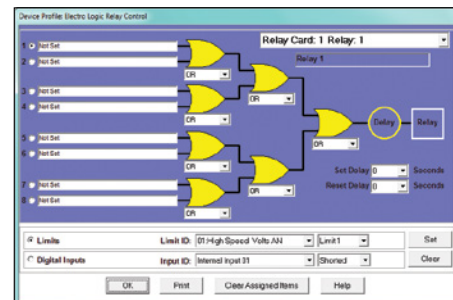 Device Profile: Electro Logic Relay Control
Relay Card: 1 Relay: 1
Relay 1
1 Not Set
2 Not Set
OR
OR
3 Not Set
4 Not Set
OR
OR
Delay
Relay
5 Not Set
6 Not Set
OR
OR
7 Not Set
8 Not Set
OR
Set Delay 0 Seconds
Reset Delay 0 Seconds
Limits Limit ID: 01:High Speed Volts AN Limit1 Set
Digital Inputs Input ID: Internal Input 01 Shorted Clear
OK Print Clear Assigned Items Help